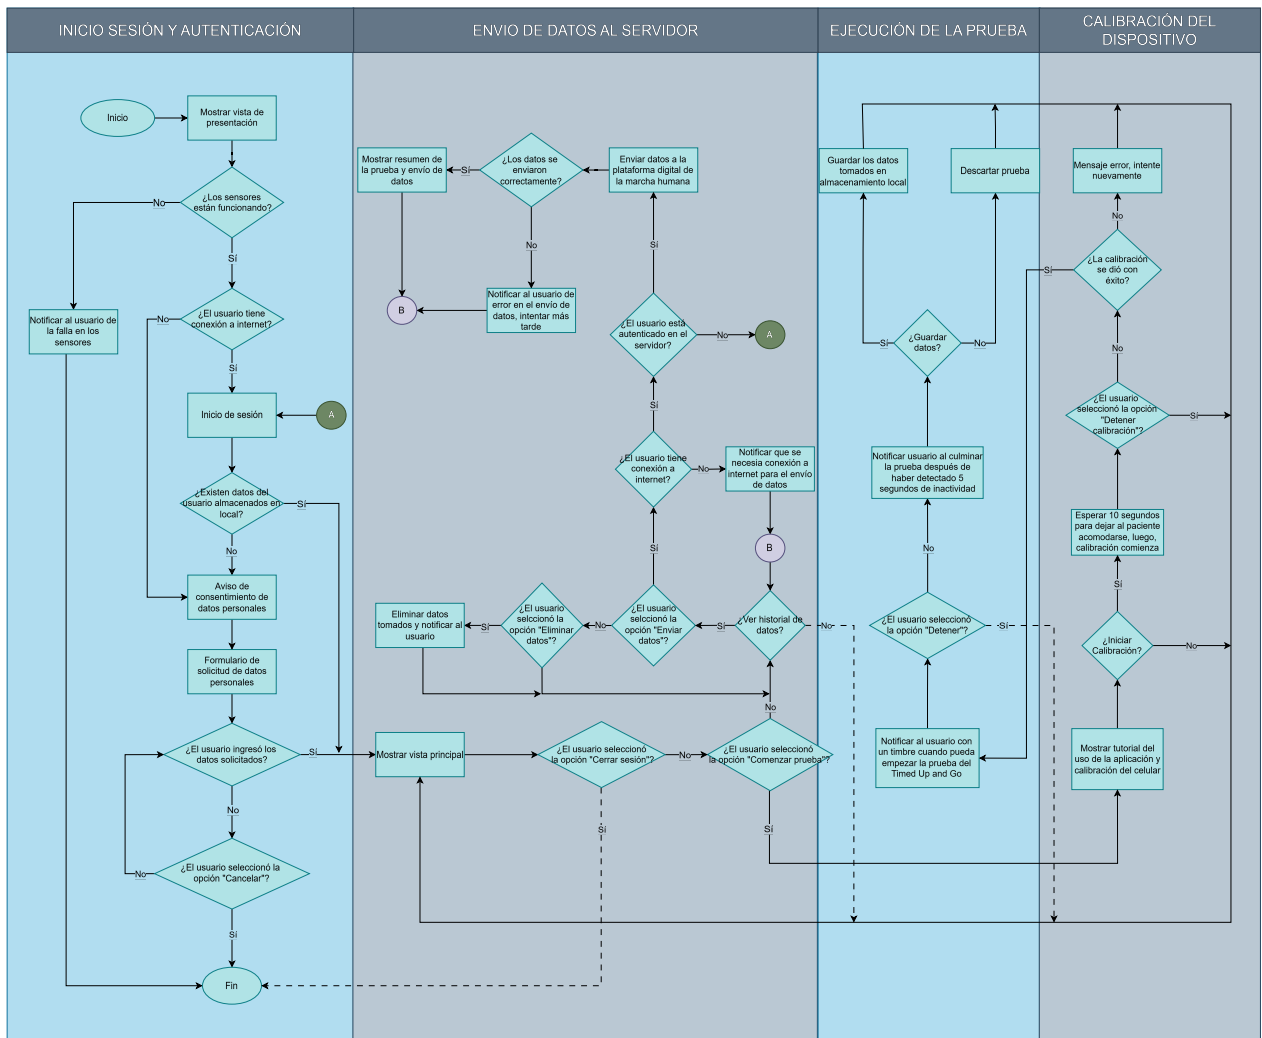 INICIO SESIÓN Y AUTENTICACIÓN
ENVIO DE DATOS AL SERVIDOR
EJECUCIÓN DE LA PRUEBA
CALIBRACIÓN DEL
DISPOSITIVO
Inicio
Mostrar vista de
presentación
¿Los sensores
están funcionando?
No
Sí
Notificar al usuario de
la falla en los
sensores
¿El usuario tiene
conexión a internet?
No
Sí
Inicio de sesión
A
¿Existen datos del
usuario almacenados en
local?
Sí
No
Aviso de
consentimiento de
datos personales
Formulario de
solicitud de datos
personales
¿El usuario ingresó los
datos solicitados?
Sí
No
¿El usuario seleccionó la
opción "Cancelar"?
No
Sí
Fin
Mostrar resumen de
la prueba y envío de
datos
Sí
¿Los datos se
enviaron
correctamente?
Enviar datos a la
plataforma digital de
la marcha humana
No
Sí
B
Notificar al usuario de
error en el envío de
datos, intentar más
tarde
¿El usuario está
autenticado en el
servidor?
No
A
Sí
¿El usuario tiene
conexión a
internet?
No
Notificar que se
necesia conexión a
internet para el envío
de datos
Sí
B
Eliminar datos
tomados y notificar al
usuario
Sí
¿El usuario
selccionó la
opción "Eliminar
datos"?
No
¿El usuario
seleccionó la
opción "Enviar
datos"?
Sí
¿Ver historial de
datos?
No
No
Mostrar vista principal
¿El usuario seleccionó
la opción "Cerrar sesión"?
No
¿El usuario seleccionó
la opción "Comenzar prueba"?
Sí
Sí
Guardar los datos
tomados en
almacenamiento local
Descartar prueba
Sí
¿Guardar
datos?
No
Notificar usuario al culminar
la prueba después de
haber detectado 5
segundos de inactividad
No
¿El usuario seleccionó
la opción "Detener"?
Sí
Notificar al usuario con
un timbre cuando pueda
empezar la prueba del
Timed Up and Go
Mensaje error, intente
nuevamente
No
Sí
¿La calibración
se dió con
éxito?
No
¿El usuario
seleccionó la opción
"Detener
calibración"?
Sí
Esperar 10 segundos
para dejar al paciente
acomodarse, luego,
calibración comienza
Sí
¿Iniciar
Calibración?
No
Mostrar tutorial del
uso de la aplicación y
calibración del celular